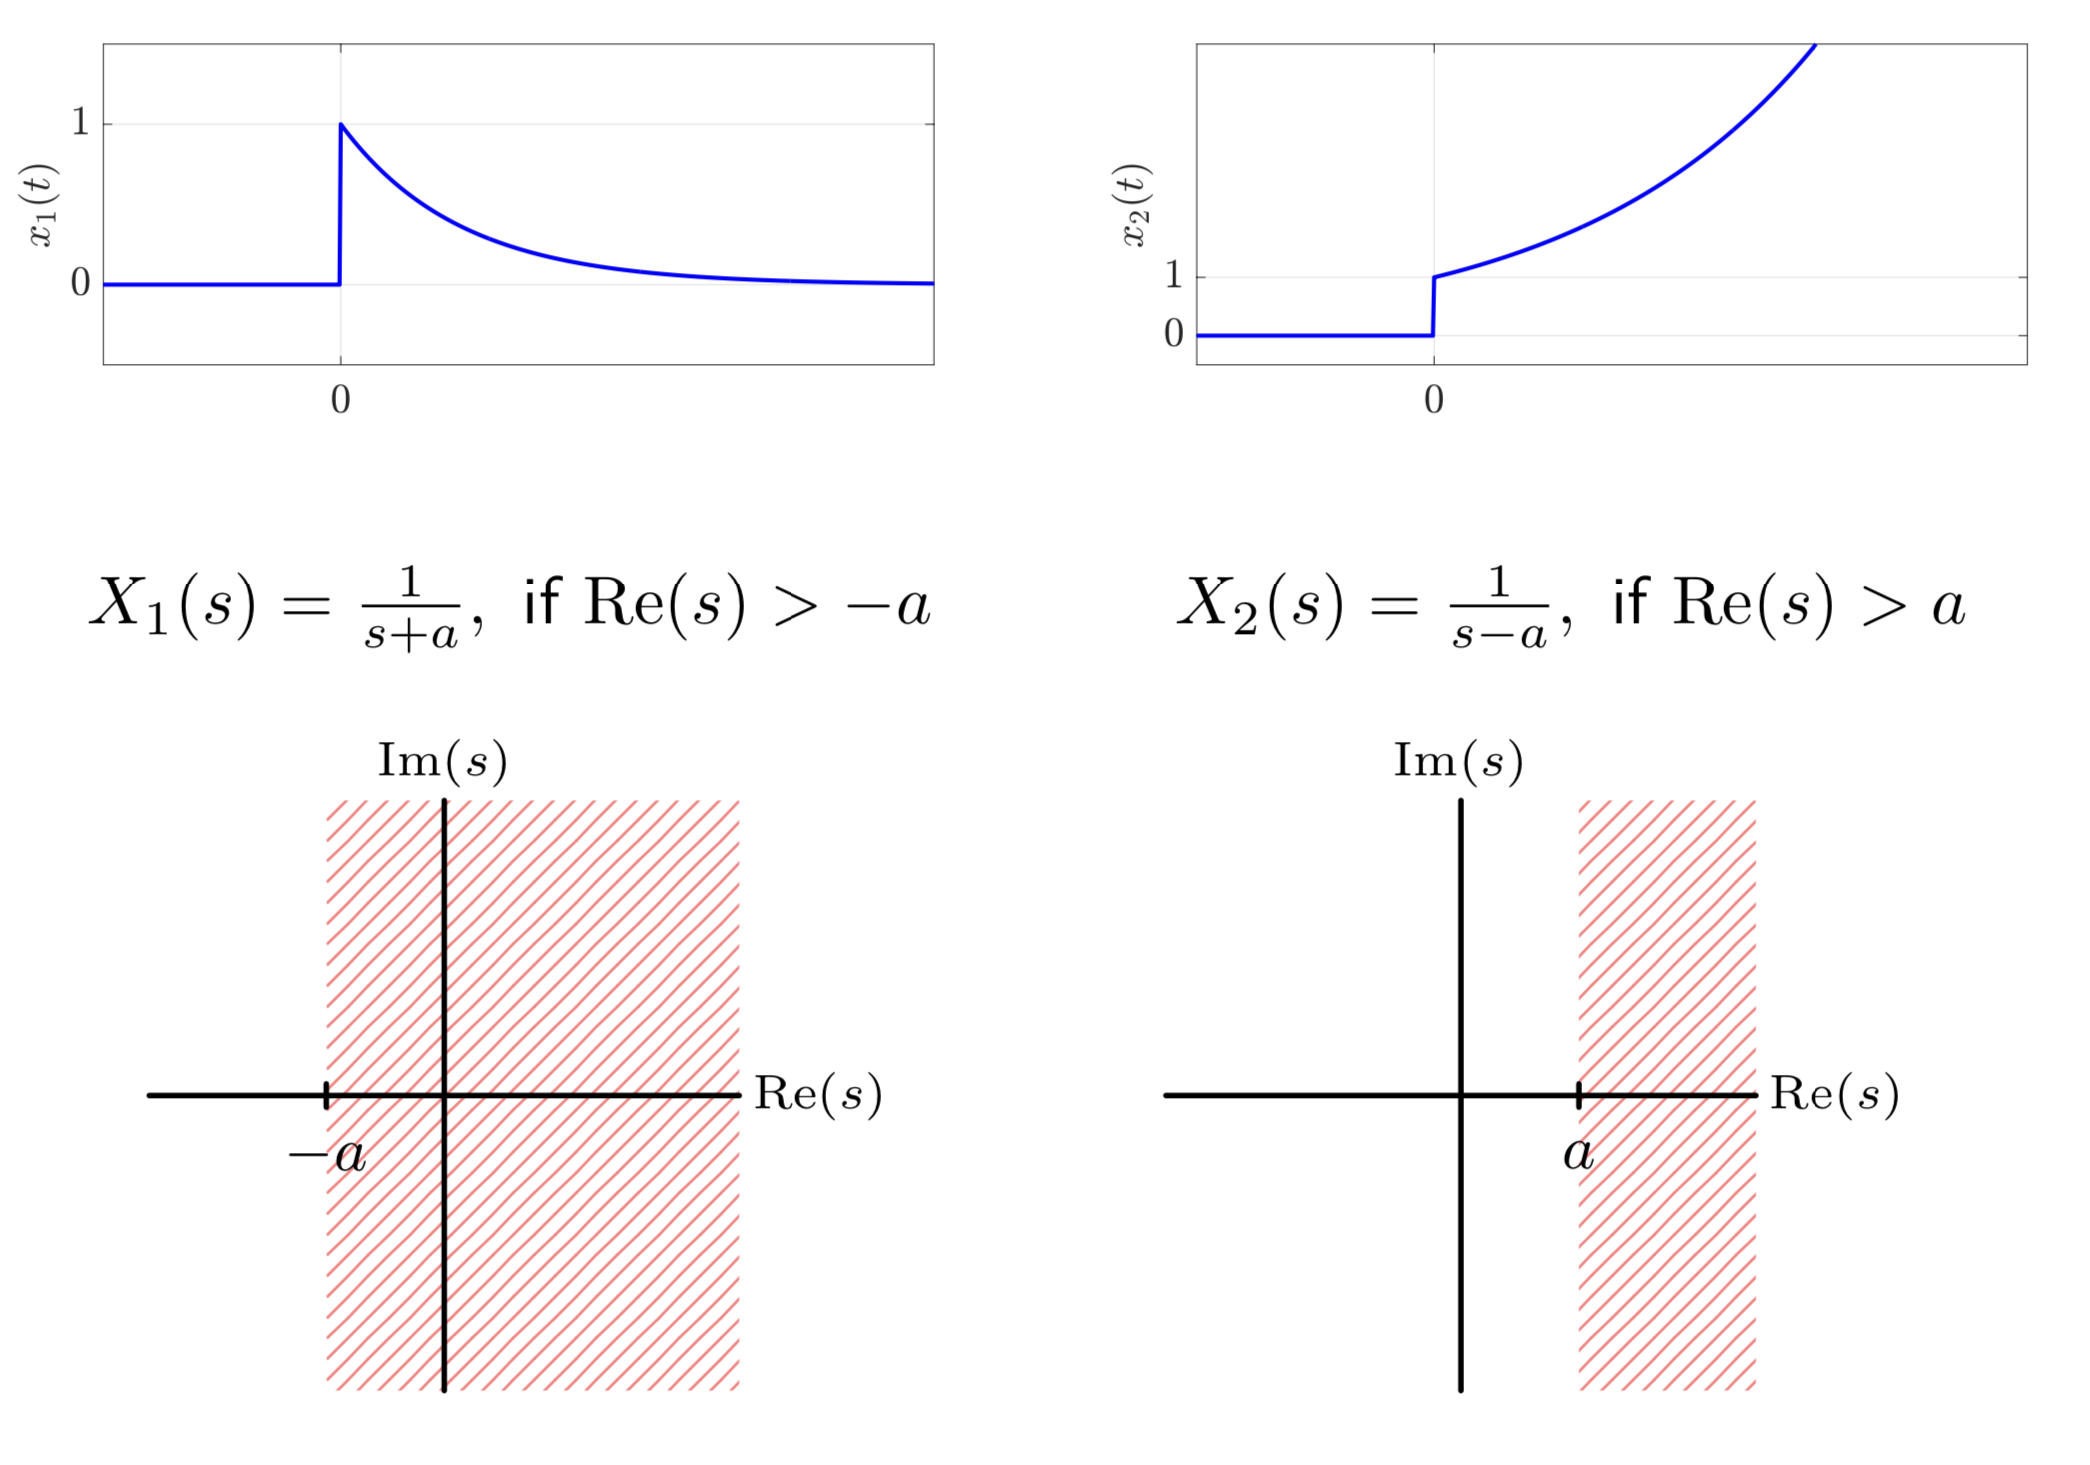 1
x₁(t)
0
0
x₂(t)
1
0
0
X₁(s) = 1/(s+a), if Re(s) > −a
X₂(s) = 1/(s−a), if Re(s) > a
Im(s)
Re(s)
−a
Im(s)
Re(s)
a